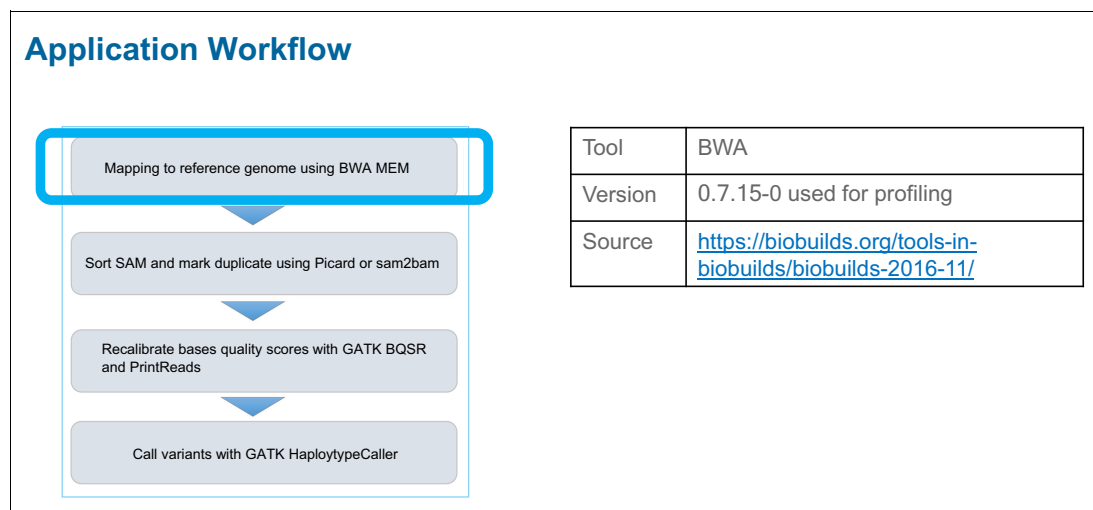 Application Workflow
Mapping to reference genome using BWA MEM
Sort SAM and mark duplicate using Picard or sam2bam
Recalibrate bases quality scores with GATK BQSR
and PrintReads
Call variants with GATK HaploytypeCaller
Tool BWA
Version 0.7.15-0 used for profiling
Source https://biobuilds.org/tools-in-
biobuilds/biobuilds-2016-11/